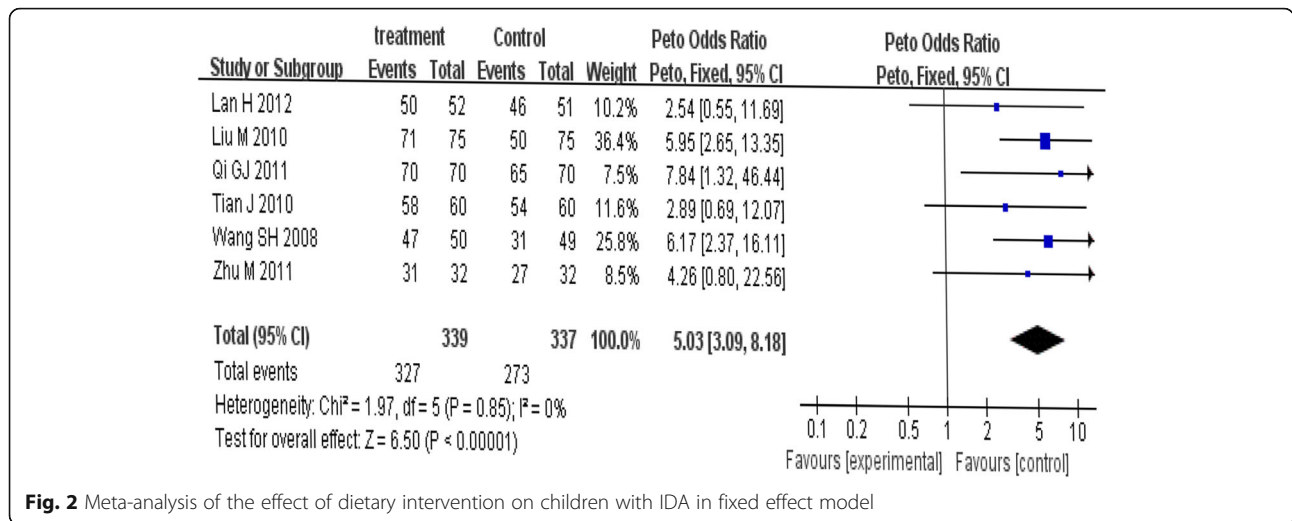 treatment Control Peto Odds Ratio Peto Odds Ratio
Study or Subgroup Events Total Events Total Weight Peto, Fixed, 95% CI Peto, Fixed, 95% CI
Lan H 2012 50 52 46 51 10.2% 2.54 [0.55, 11.69]
Liu M 2010 71 75 50 75 36.4% 5.95 [2.65, 13.35]
Qi GJ 2011 70 70 65 70 7.5% 7.84 [1.32, 46.44]
Tian J 2010 58 60 54 60 11.6% 2.89 [0.69, 12.07]
Wang SH 2008 47 50 31 49 25.8% 6.17 [2.37, 16.11]
Zhu M 2011 31 32 27 32 8.5% 4.26 [0.80, 22.56]
Total (95% CI) 339 337 100.0% 5.03 [3.09, 8.18]
Total events 327 273
Heterogeneity: Chi² = 1.97, df = 5 (P = 0.85); I² = 0%
Test for overall effect: Z = 6.50 (P < 0.00001)
0.1 0.2 0.5 1 2 5 10
Favours [experimental] Favours [control]
Fig. 2 Meta-analysis of the effect of dietary intervention on children with IDA in fixed effect model